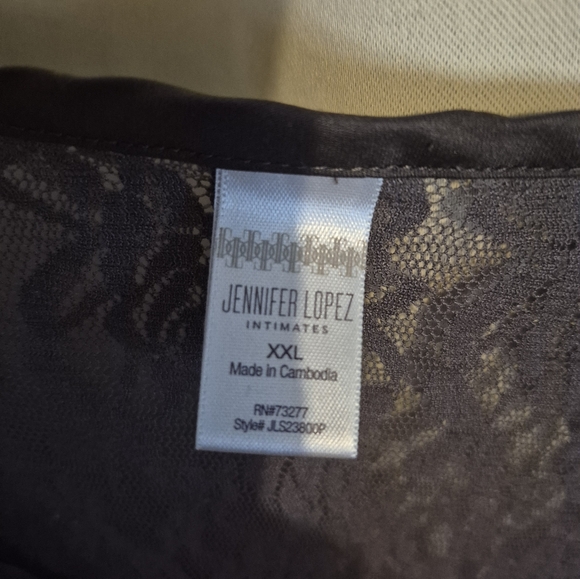 JENNIFER LOPEZ
INTIMATES
XXL
Made in Cambodia
RN#73277
Style# JLS23800P